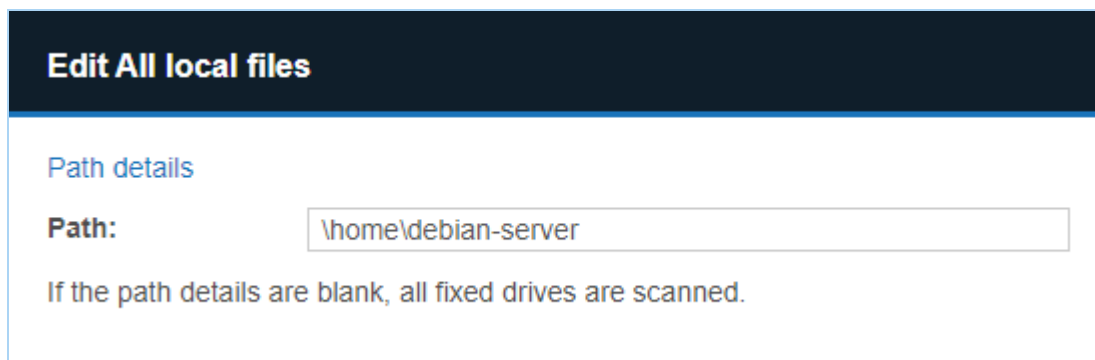 Edit All local files
Path details
Path: \home\debian-server
If the path details are blank, all fixed drives are scanned.